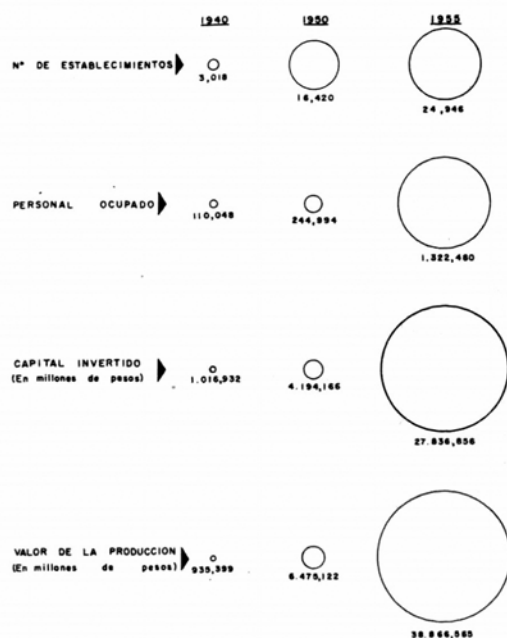 1940 1950 1955
Nº DE ESTABLECIMIENTOS
3,018 16,420 24,946
PERSONAL OCUPADO
110,048 244,894 1.322,480
CAPITAL INVERTIDO
(En millones de pesos)
1.016,932 4.194,166 27.836,856
VALOR DE LA PRODUCCION
(En millones de pesos)
935,399 6.475,122 38.866,565